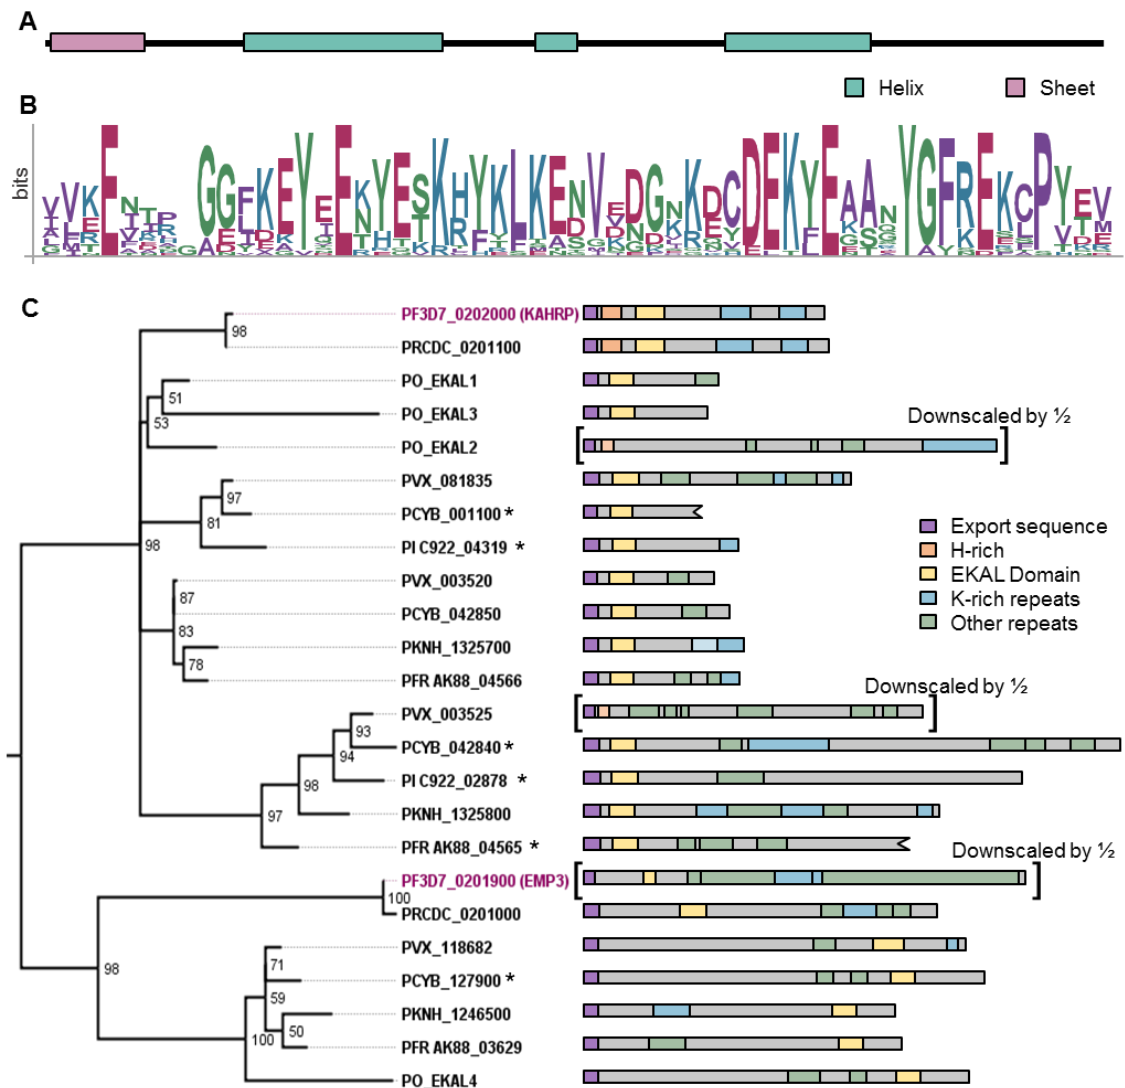 A
Helix
Sheet
B
bits
C
PF3D7_0202000 (KAHRP)
98
PRCDC_0201100
PO_EKAL1
51
PO_EKAL3
53
Downscaled by ½
PO_EKAL2
PVX_081835
97
PCYB_001100 *
81
Export sequence
98
PI C922_04319 *
H-rich
EKAL Domain
PVX_003520
87
K-rich repeats
PCYB_042850
Other repeats
83
PKNH_1325700
78
PFR AK88_04566
Downscaled by ½
PVX_003525
93
PCYB_042840 *
94
PI C922_02878 *
98
PKNH_1325800
97
PFR AK88_04565 *
Downscaled by ½
PF3D7_0201900 (EMP3)
100
PRCDC_0201000
PVX_118682
98
71
PCYB_127900 *
59
PKNH_1246500
50
100
PFR AK88_03629
PO_EKAL4